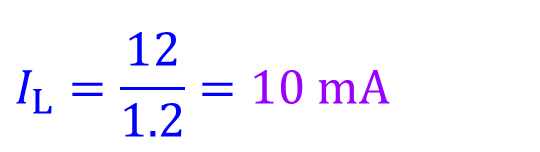 I_L = 12/1.2 = 10 mA